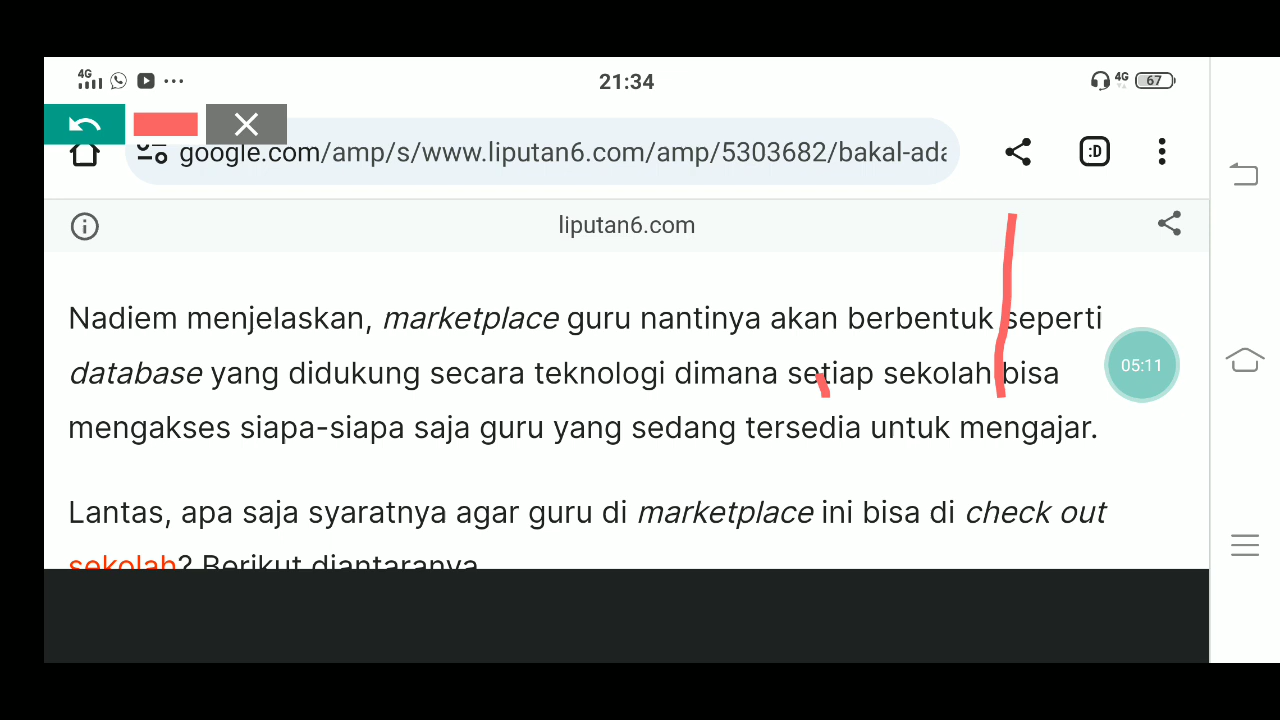 4G 21:34 4G 67
google.com/amp/s/www.liputan6.com/amp/5303682/bakal-ada :D
liputan6.com
Nadiem menjelaskan, marketplace guru nantinya akan berbentuk seperti
database yang didukung secara teknologi dimana setiap sekolah bisa
05:11
mengakses siapa-siapa saja guru yang sedang tersedia untuk mengajar.
Lantas, apa saja syaratnya agar guru di marketplace ini bisa di check out
sekolah? Berikut diantaranya